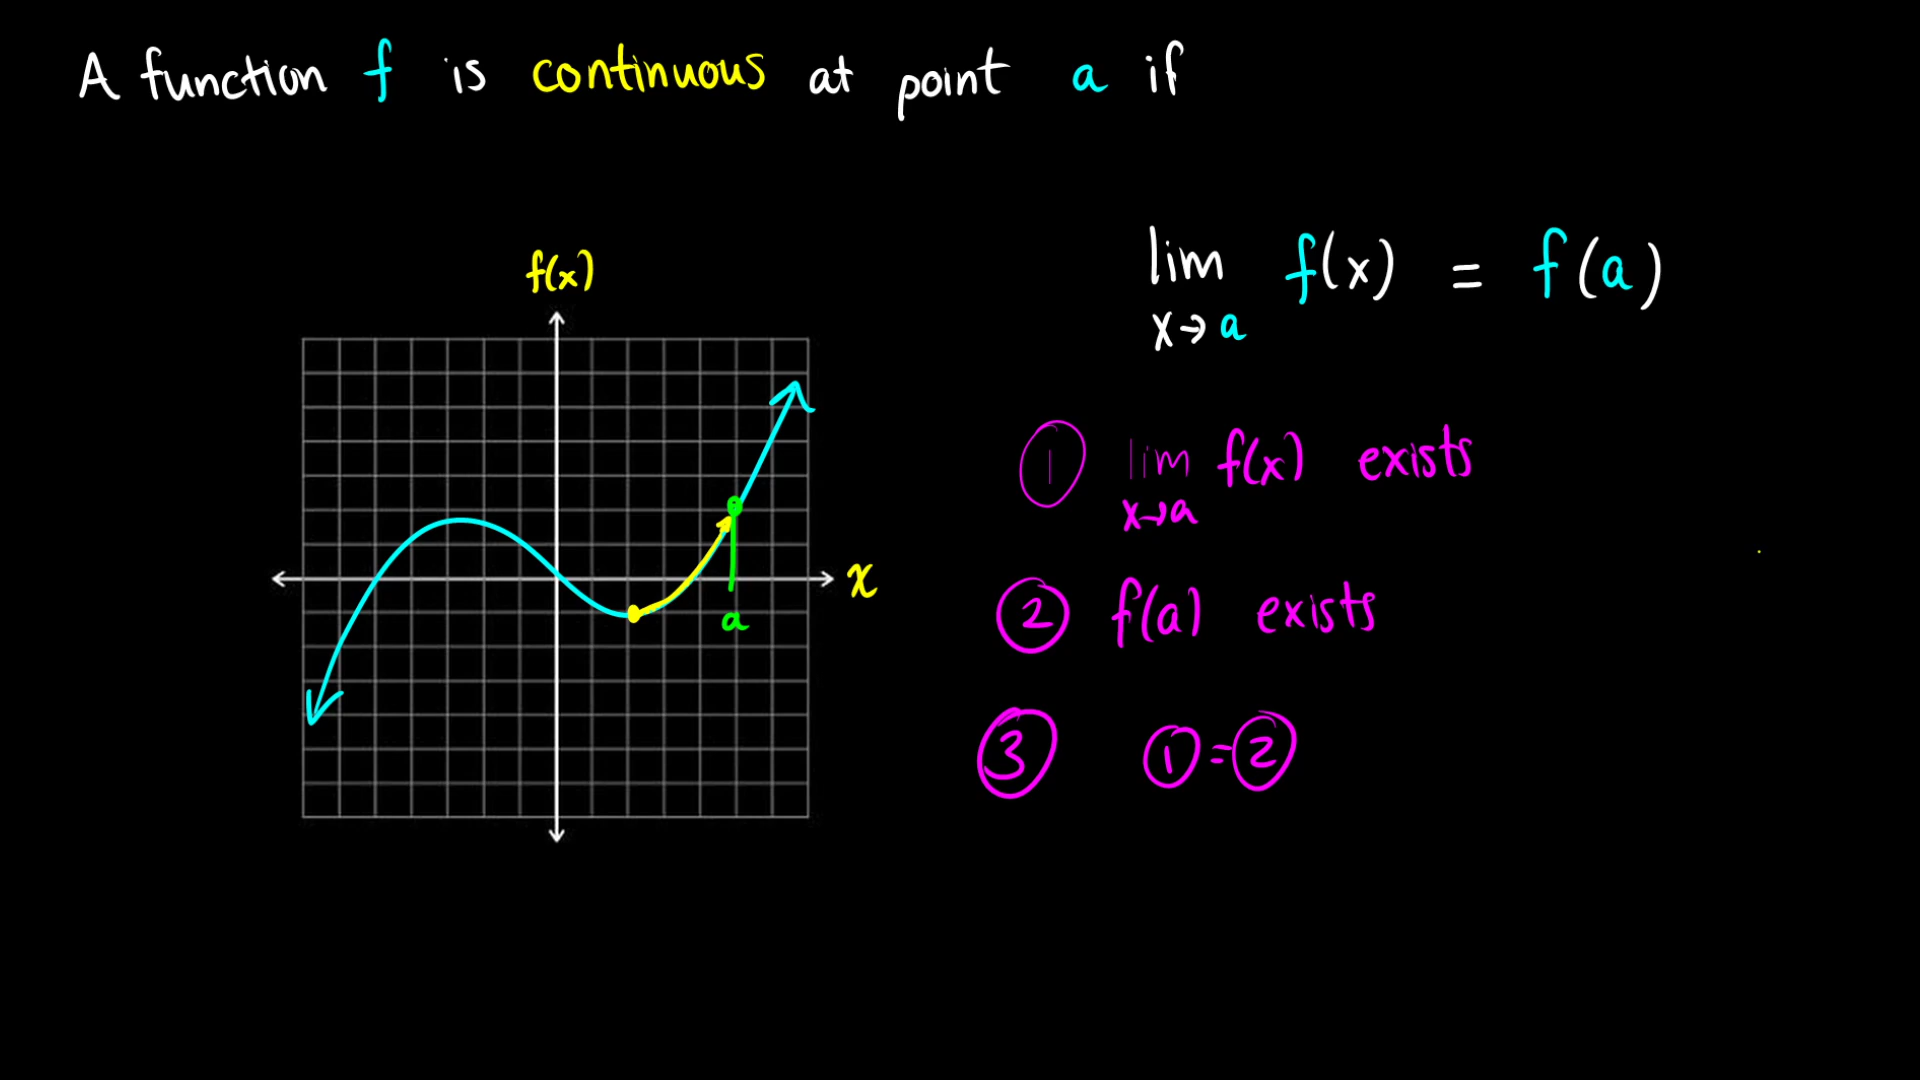 A function f is continuous at point a if
lim f(x) = f(a)
x→a
f(x)
x
a
① lim f(x) exists
x→a
② f(a) exists
③ ①=②